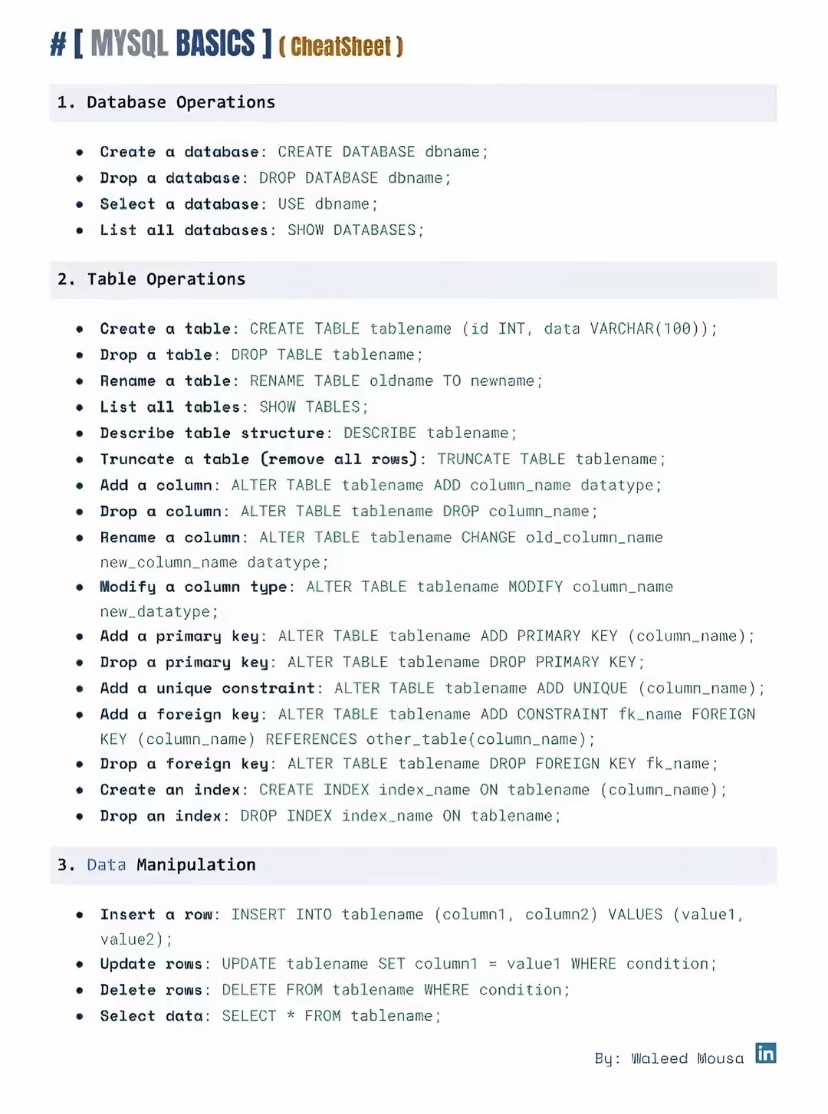 # [ MYSQL BASICS ] ( CheatSheet )
1. Database Operations
• Create a database: CREATE DATABASE dbname;
• Drop a database: DROP DATABASE dbname;
• Select a database: USE dbname;
• List all databases: SHOW DATABASES;
2. Table Operations
• Create a table: CREATE TABLE tablename (id INT, data VARCHAR(100));
• Drop a table: DROP TABLE tablename;
• Rename a table: RENAME TABLE oldname TO newname;
• List all tables: SHOW TABLES;
• Describe table structure: DESCRIBE tablename;
• Truncate a table (remove all rows): TRUNCATE TABLE tablename;
• Add a column: ALTER TABLE tablename ADD column_name datatype;
• Drop a column: ALTER TABLE tablename DROP column_name;
• Rename a column: ALTER TABLE tablename CHANGE old_column_name
new_column_name datatype;
• Modify a column type: ALTER TABLE tablename MODIFY column_name
new_datatype;
• Add a primary key: ALTER TABLE tablename ADD PRIMARY KEY (column_name);
• Drop a primary key: ALTER TABLE tablename DROP PRIMARY KEY;
• Add a unique constraint: ALTER TABLE tablename ADD UNIQUE (column_name);
• Add a foreign key: ALTER TABLE tablename ADD CONSTRAINT fk_name FOREIGN
KEY (column_name) REFERENCES other_table(column_name);
• Drop a foreign key: ALTER TABLE tablename DROP FOREIGN KEY fk_name;
• Create an index: CREATE INDEX index_name ON tablename (column_name);
• Drop an index: DROP INDEX index_name ON tablename;
3. Data Manipulation
• Insert a row: INSERT INTO tablename (column1, column2) VALUES (value1,
value2);
• Update rows: UPDATE tablename SET column1 = value1 WHERE condition;
• Delete rows: DELETE FROM tablename WHERE condition;
• Select data: SELECT * FROM tablename;
By: Waleed Mousa in